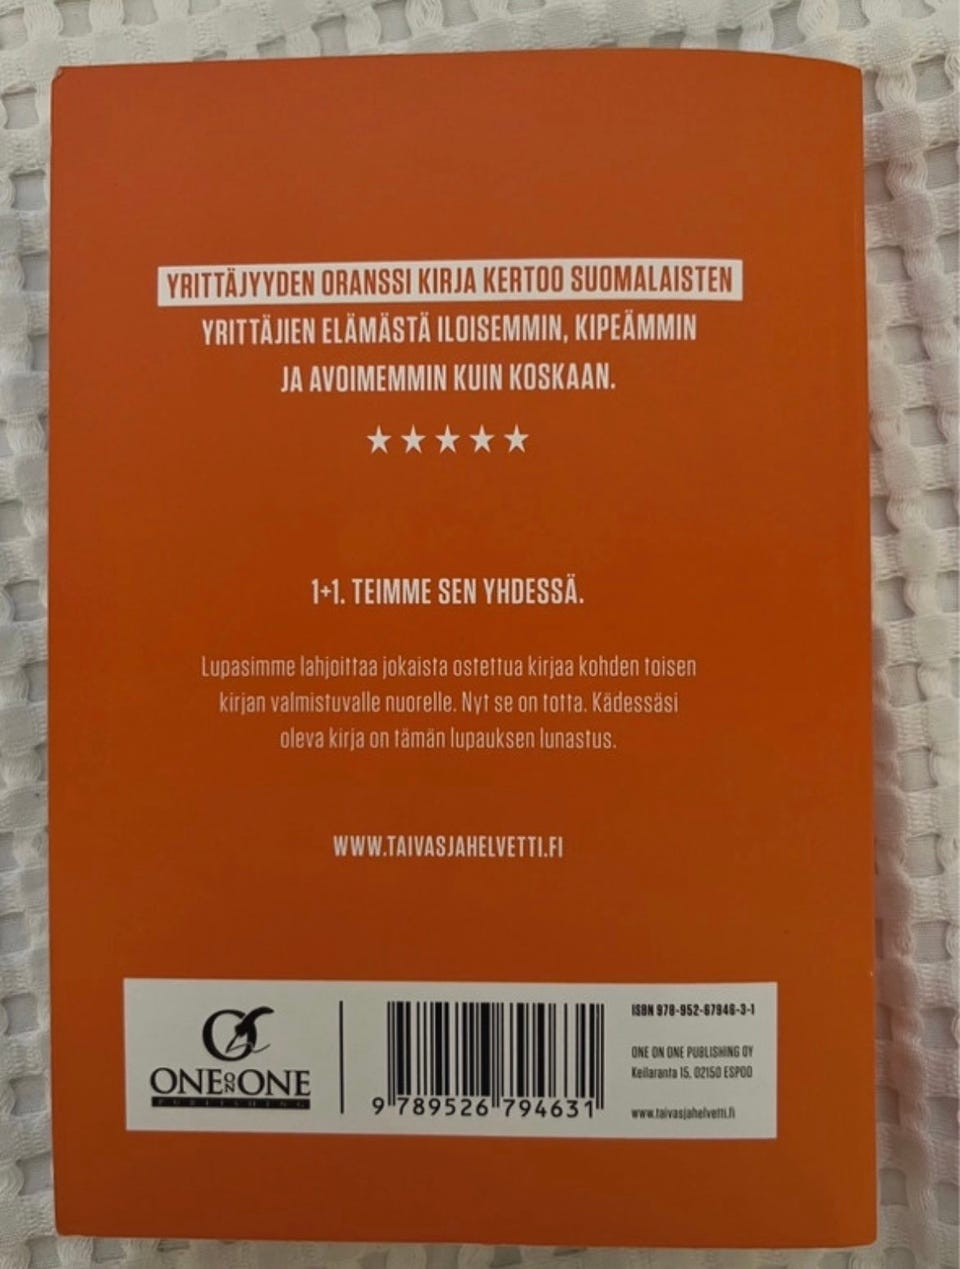 YRITTÄJYYDEN ORANSSI KIRJA KERTOO SUOMALAISTEN
YRITTÄJIEN ELÄMÄSTÄ ILOISEMMIN, KIPEÄMMIN
JA AVOIMEMMIN KUIN KOSKAAN.
1+1. TEIMME SEN YHDESSÄ.
Lupasimme lahjoittaa jokaista ostettua kirjaa kohden toisen
kirjan valmistuvalle nuorelle. Nyt se on totta. Kädessäsi
oleva kirja on tämän lupauksen lunastus.
WWW.TAIVASJAHELVETTI.FI
ONE ON ONE
PUBLISHING
9 789526 794631
ISBN 978-952-67946-3-1
ONE ON ONE PUBLISHING OY
Keilaranta 15, 02150 ESPOO
www.taivasjahelvetti.fi